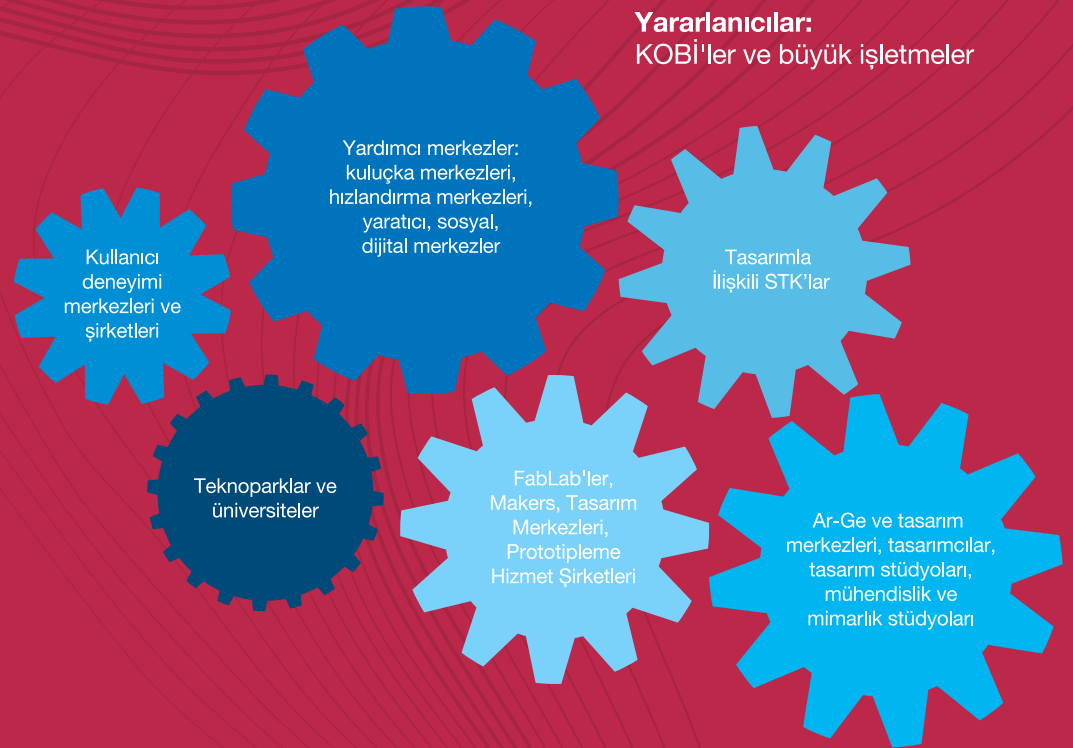 Yararlanıcılar:
KOBİ'ler ve büyük işletmeler
Yardımcı merkezler:
kuluçka merkezleri,
hızlandırma merkezleri,
yaratıcı, sosyal,
dijital merkezler
Kullanıcı
deneyimi
merkezleri ve
şirketleri
Tasarımla
İlişkili STK’lar
Teknoparklar ve
üniversiteler
FabLab'ler,
Makers, Tasarım
Merkezleri,
Prototipleme
Hizmet Şirketleri
Ar-Ge ve tasarım
merkezleri, tasarımcılar,
tasarım stüdyoları,
mühendislik ve
mimarlık stüdyoları